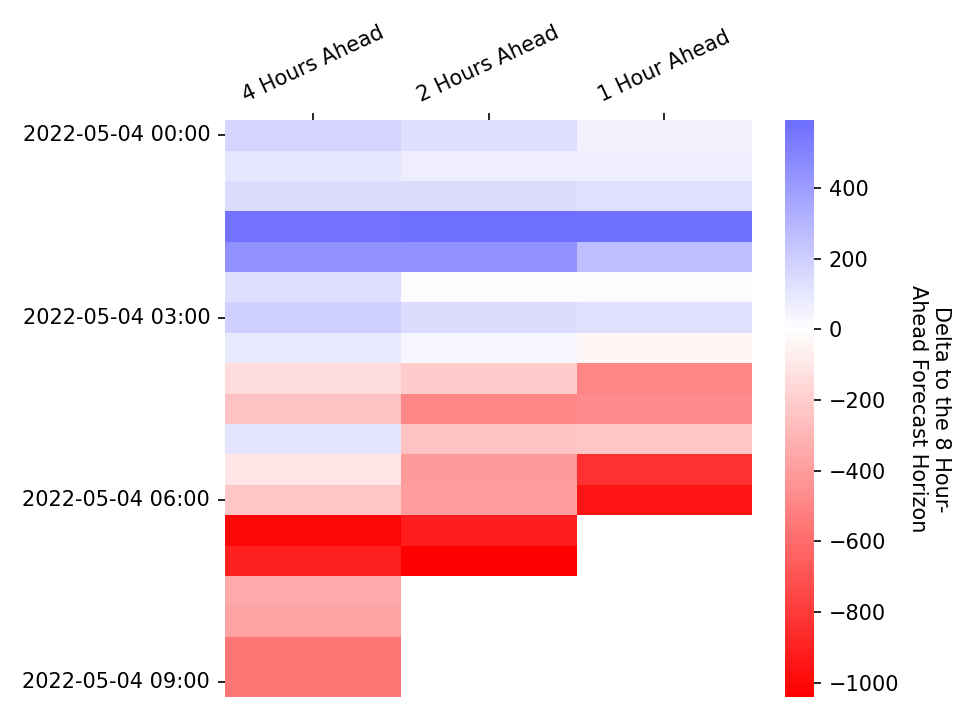 4 Hours Ahead
2 Hours Ahead
1 Hour Ahead
2022-05-04 00:00
2022-05-04 03:00
2022-05-04 06:00
2022-05-04 09:00
400
200
0
−200
−400
−600
−800
−1000
Delta to the 8 Hour-
Ahead Forecast Horizon